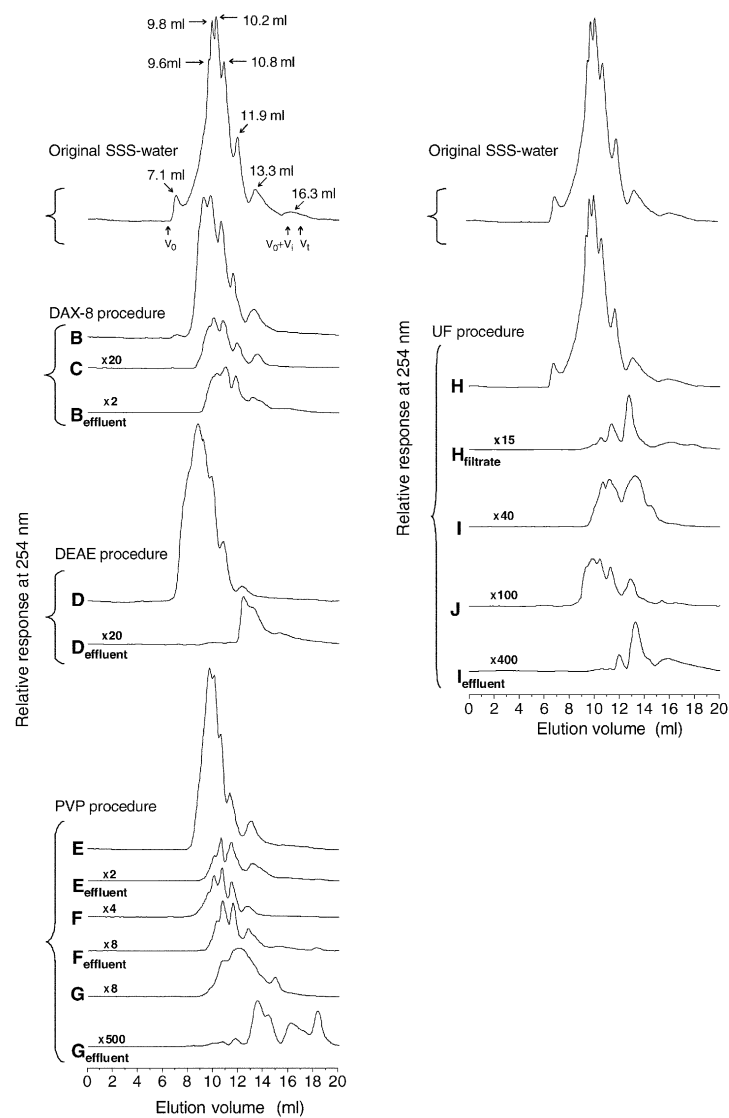 9.8 ml
10.2 ml
9.6ml
10.8 ml
11.9 ml
Original SSS-water
7.1 ml
13.3 ml
16.3 ml
V0
V0+Vi
Vt
DAX-8 procedure
B
C
x20
Beffluent
x2
DEAE procedure
D
Deffluent
x20
PVP procedure
E
Eeffluent
x2
F
x4
Feffluent
x8
G
x8
Geffluent
x500
0 2 4 6 8 10 12 14 16 18 20
Elution volume (ml)
Relative response at 254 nm
Original SSS-water
UF procedure
H
Hfiltrate
x15
I
x40
J
x100
Ieffluent
x400
0 2 4 6 8 10 12 14 16 18 20
Elution volume (ml)
Relative response at 254 nm